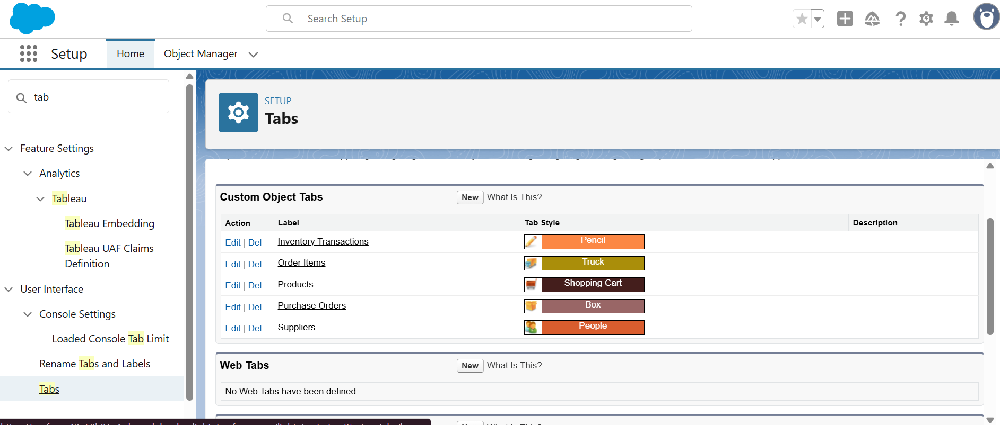 Search Setup
Setup
Home
Object Manager
tab
Feature Settings
Analytics
Tableau
Tableau Embedding
Tableau UAF Claims
Definition
User Interface
Console Settings
Loaded Console Tab Limit
Rename Tabs and Labels
Tabs
SETUP
Tabs
Custom Object Tabs New What Is This?
Action Label Tab Style Description
Edit | Del Inventory Transactions Pencil
Edit | Del Order Items Truck
Edit | Del Products Shopping Cart
Edit | Del Purchase Orders Box
Edit | Del Suppliers People
Web Tabs New What Is This?
No Web Tabs have been defined